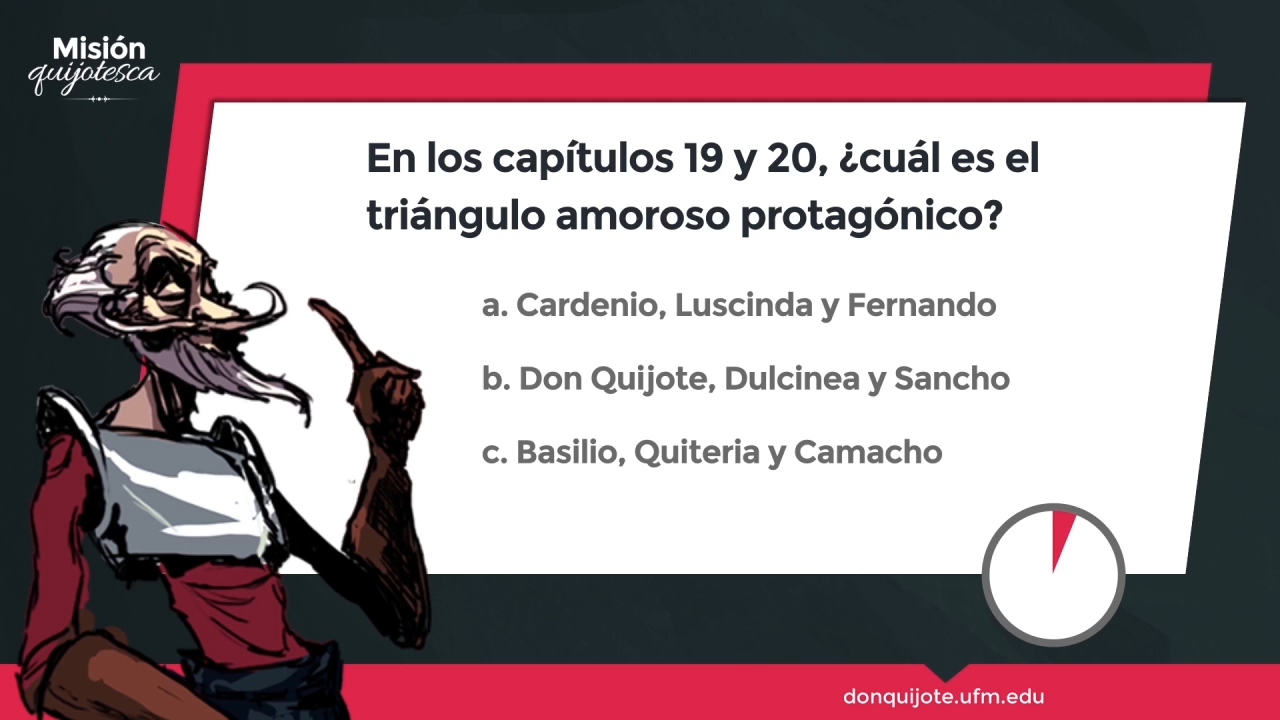 Misión
quijotesca
En los capítulos 19 y 20, ¿cuál es el
triángulo amoroso protagónico?
a. Cardenio, Luscinda y Fernando
b. Don Quijote, Dulcinea y Sancho
c. Basilio, Quiteria y Camacho
donquijote.ufm.edu